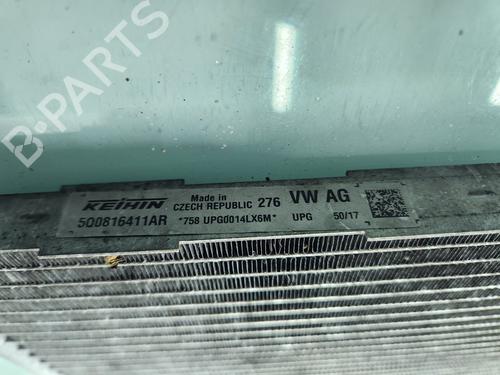 B-PARTS
KEIHIN Made in CZECH REPUBLIC 276 VW AG
5Q0816411AR *758 UPG0014LX6M* UPG 50/17